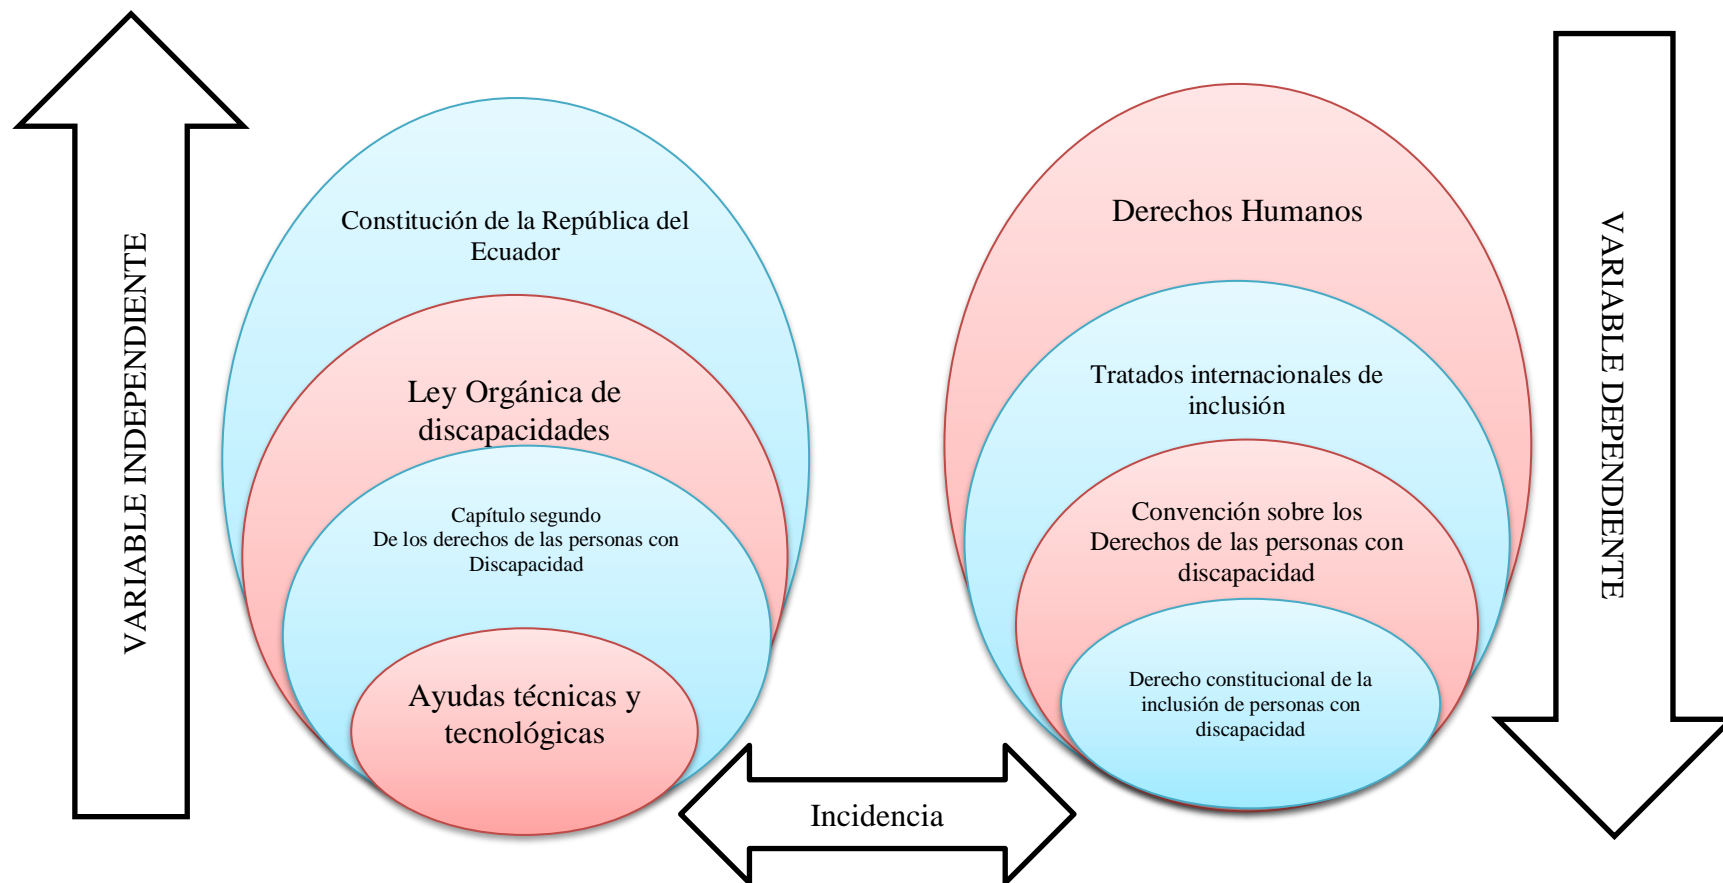 VARIABLE INDEPENDIENTE
Constitución de la República del
Ecuador
Ley Orgánica de
discapacidades
Capítulo segundo
De los derechos de las personas con
Discapacidad
Ayudas técnicas y
tecnológicas
Incidencia
Derechos Humanos
Tratados internacionales de
inclusión
Convención sobre los
Derechos de las personas con
discapacidad
Derecho constitucional de la
inclusión de personas con
discapacidad
VARIABLE DEPENDIENTE